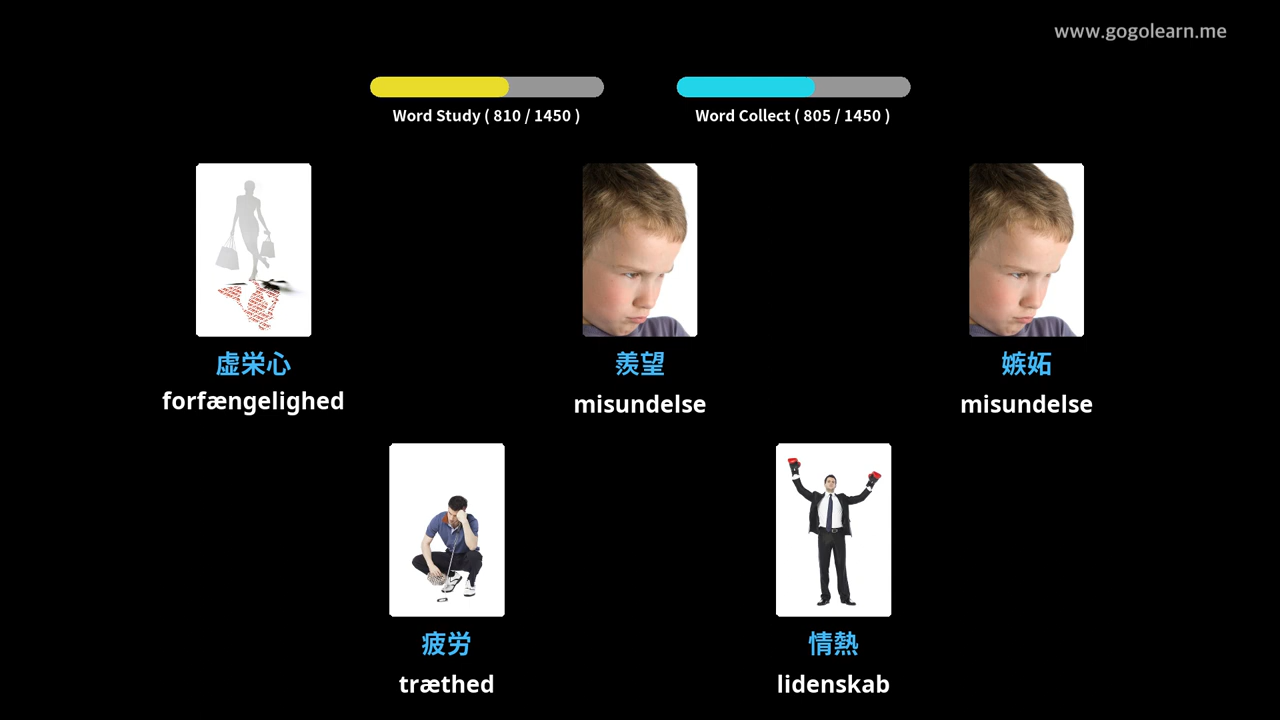 www.gogolearn.me
Word Study ( 810 / 1450 )
Word Collect ( 805 / 1450 )
虚栄心
forfængelighed
羨望
misundelse
嫉妬
misundelse
疲労
træthed
情熱
lidenskab